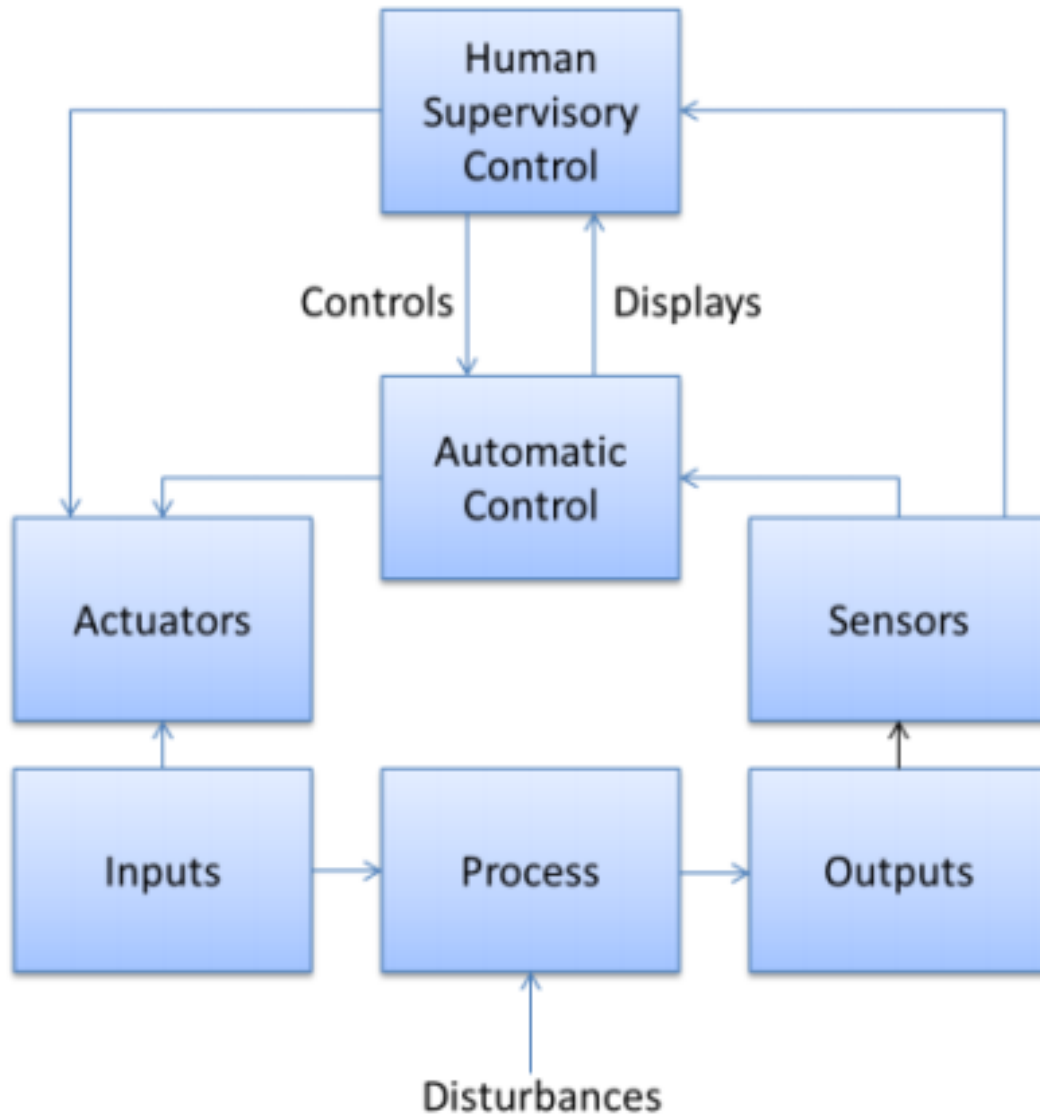 Human
Supervisory
Control
Controls
Displays
Automatic
Control
Actuators
Sensors
Inputs
Process
Outputs
Disturbances